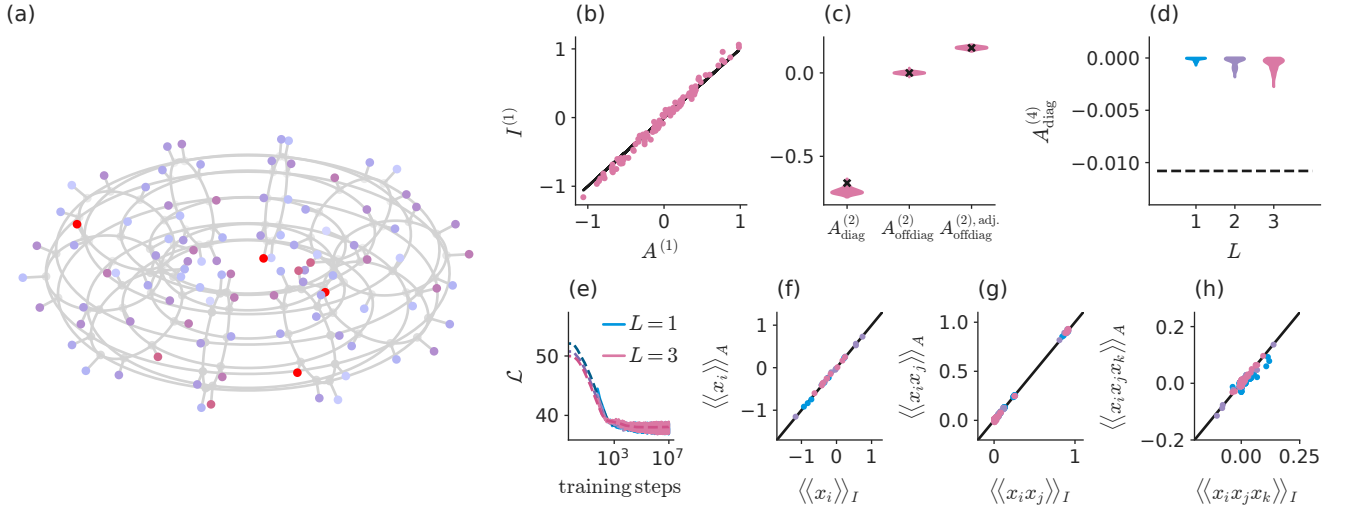 (a)
(b)
1
0
−1
−1
0
1
I^{(1)}
A^{(1)}
(c)
0.0
−0.5
A_{diag}^{(2)}
A_{offdiag}^{(2)}
A_{offdiag}^{(2), adj.}
(d)
0.000
−0.005
−0.010
A_{diag}^{(4)}
1
2
3
L
(e)
L = 1
L = 3
50
40
ℒ
10^3
10^7
training steps
(f)
1
0
−1
−1
0
1
⟨⟨x_i⟩⟩_A
⟨⟨x_i⟩⟩_I
(g)
1.0
0.5
0.0
0
1
⟨⟨x_i x_j⟩⟩_A
⟨⟨x_i x_j⟩⟩_I
(h)
0.2
0.0
−0.2
0.00
0.25
⟨⟨x_i x_j x_k⟩⟩_A
⟨⟨x_i x_j x_k⟩⟩_I